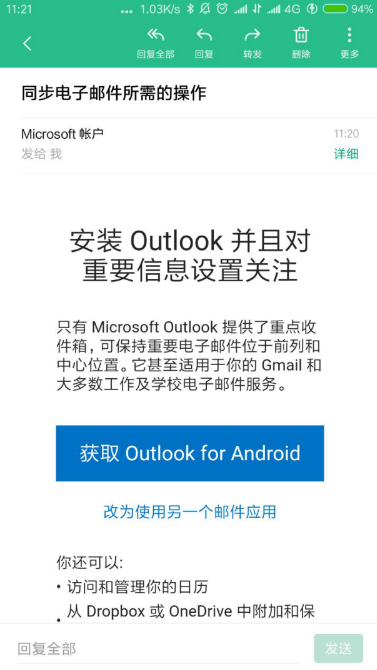 11:21 ... 1.03K/s 4G 94%
回复全部 回复 转发 删除 更多
同步电子邮件所需的操作
Microsoft 帐户 11:20
发给 我 详细
安装 Outlook 并且对
重要信息设置关注
只有 Microsoft Outlook 提供了重点收
件箱，可保持重要电子邮件位于前列和
中心位置。它甚至适用于你的 Gmail 和
大多数工作及学校电子邮件服务。
获取 Outlook for Android
改为使用另一个邮件应用
你还可以:
• 访问和管理你的日历
• 从 Dropbox 或 OneDrive 中附加和保
回复全部 发送